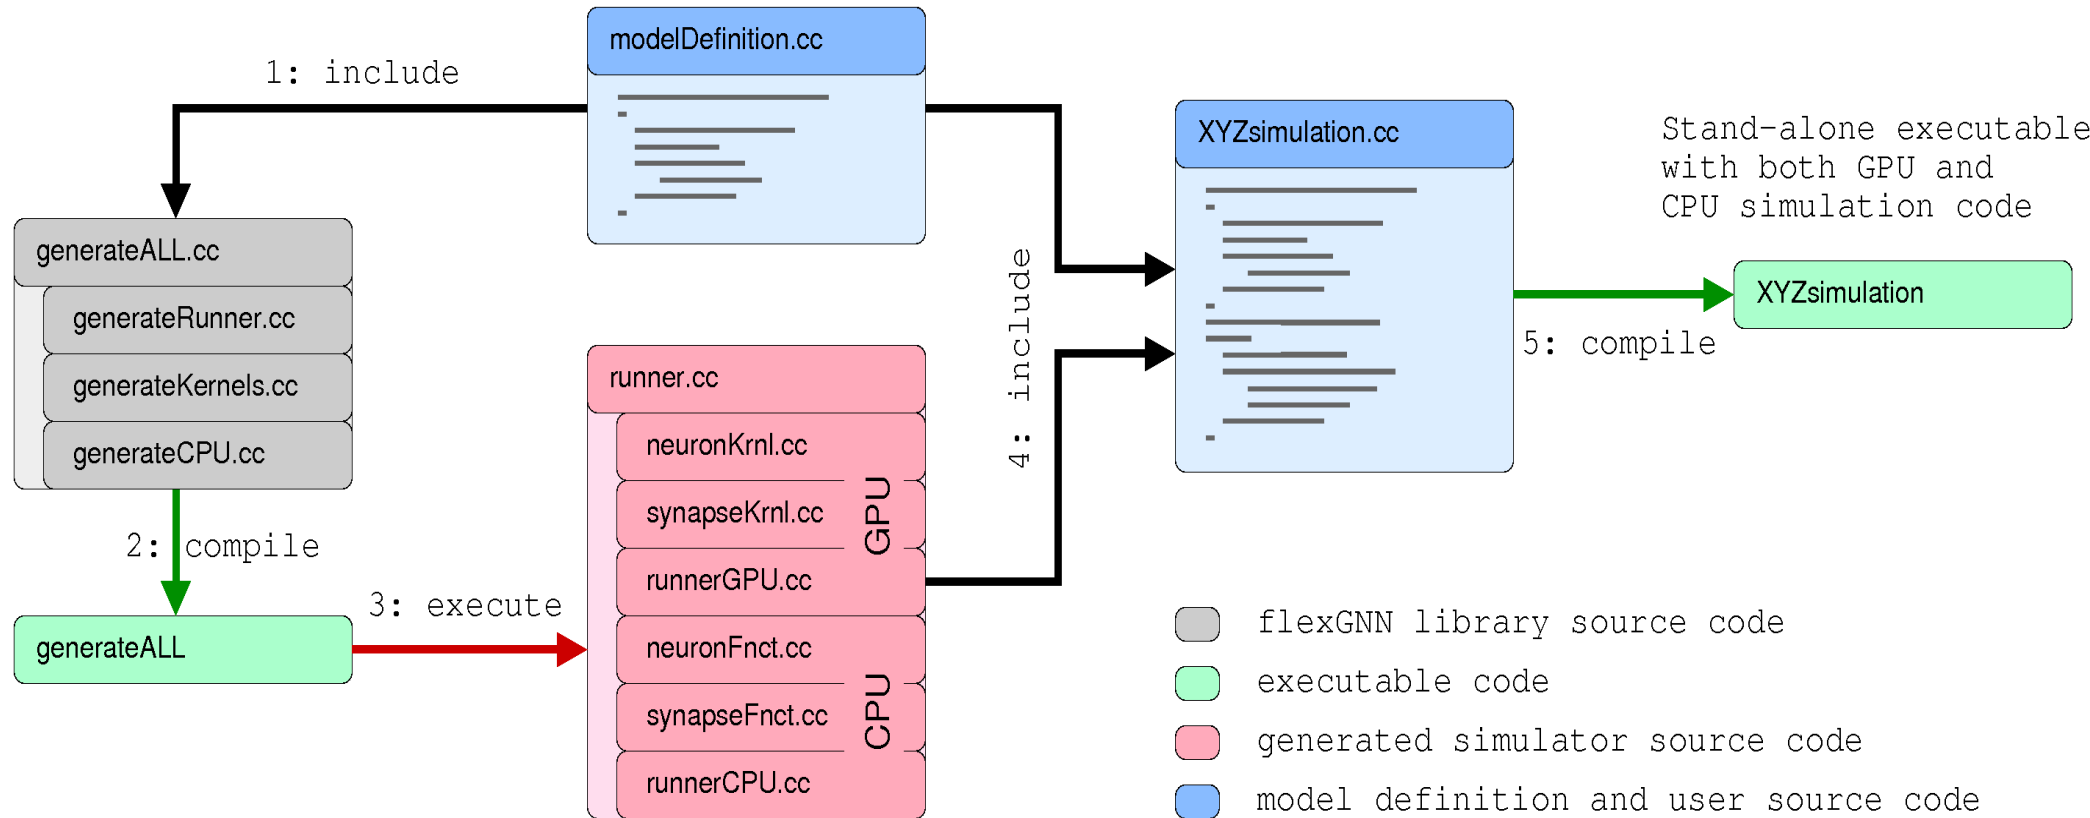 modelDefinition.cc
1: include
generateALL.cc
generateRunner.cc
generateKernels.cc
generateCPU.cc
2: compile
generateALL
3: execute
runner.cc
neuronKrnl.cc
synapseKrnl.cc
runnerGPU.cc
GPU
neuronFnct.cc
synapseFnct.cc
runnerCPU.cc
CPU
4: include
XYZsimulation.cc
5: compile
Stand-alone executable
with both GPU and
CPU simulation code
XYZsimulation
flexGNN library source code
executable code
generated simulator source code
model definition and user source code